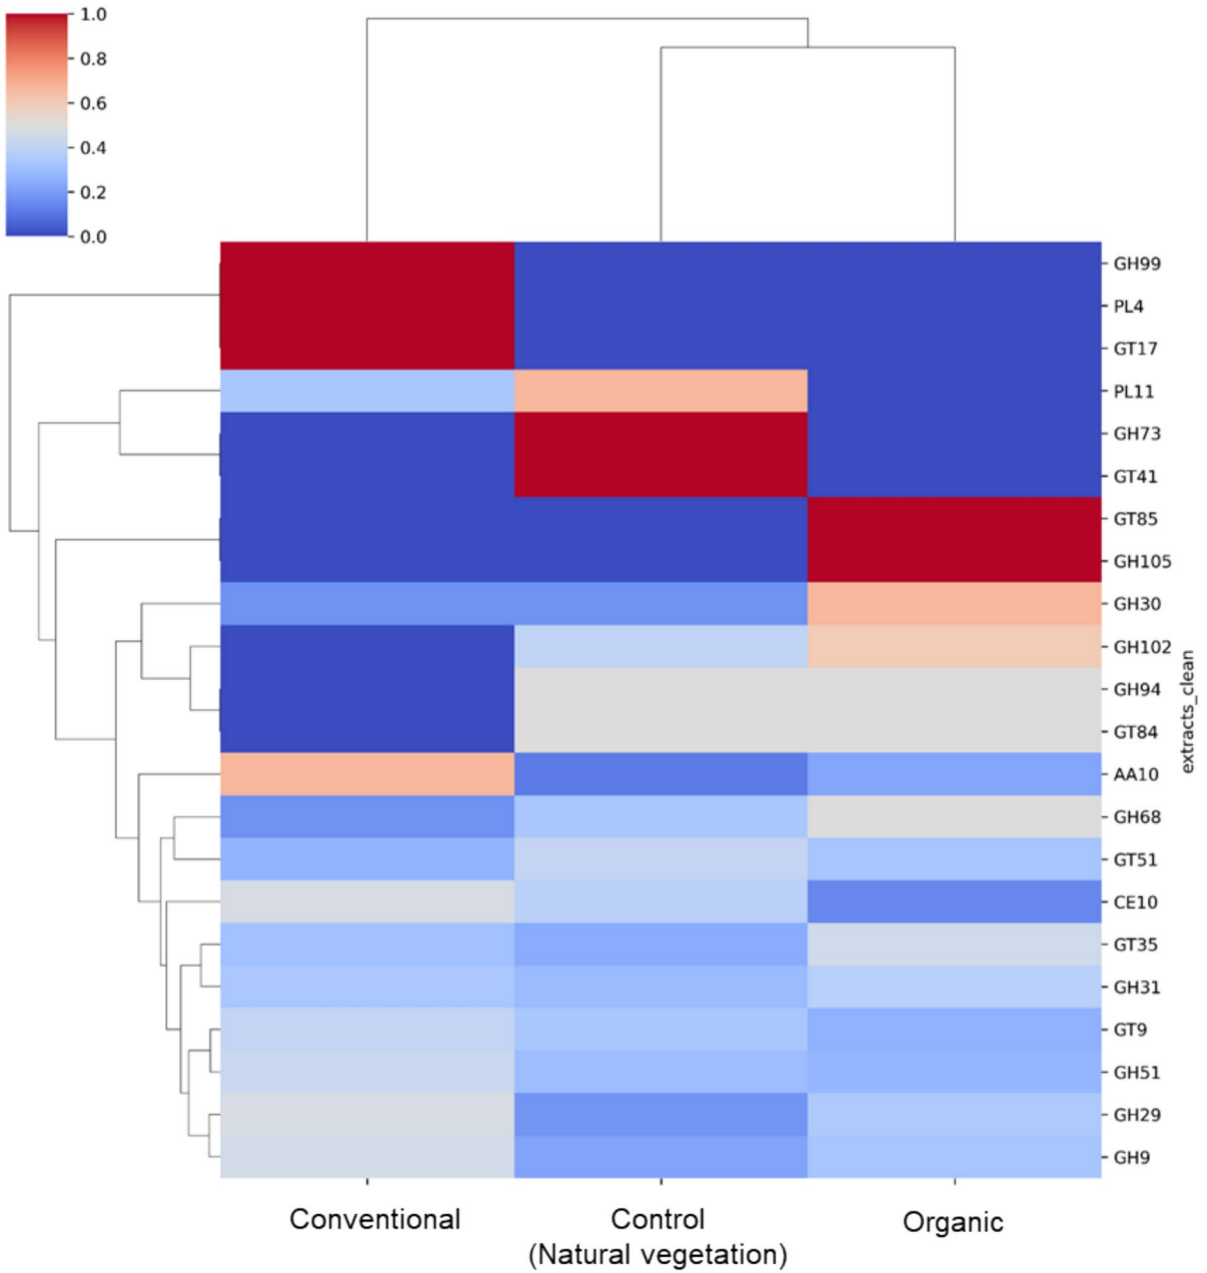 1.0
0.8
0.6
0.4
0.2
0.0
GH99
PL4
GT17
PL11
GH73
GT41
GT85
GH105
GH30
GH102
GH94
GT84
AA10
GH68
GT51
CE10
GT35
GH31
GT9
GH51
GH29
GH9
extracts_clean
Conventional
Control
(Natural vegetation)
Organic